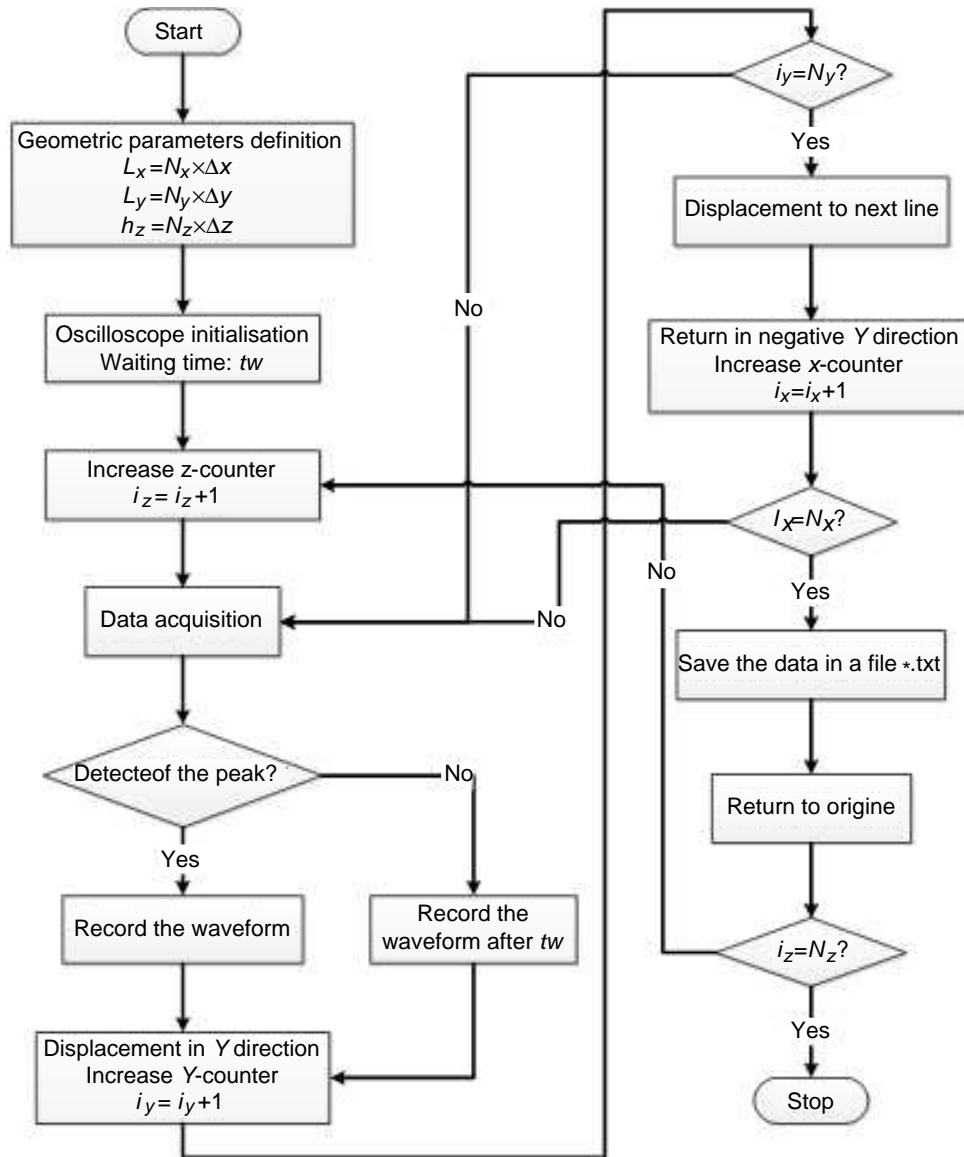 Start
Geometric parameters definition
Lx=Nx×Δx
Ly=Ny×Δy
hz=Nz×Δz
Oscilloscope initialisation
Waiting time: tw
Increase z-counter
iz= iz+1
Data acquisition
Detecteof the peak?
No
Yes
Record the waveform
Record the
waveform after tw
Displacement in Y direction
Increase Y-counter
iy= iy+1
iy=Ny?
No
Yes
Displacement to next line
Return in negative Y direction
Increase x-counter
ix=ix+1
Ix=Nx?
No
Yes
Save the data in a file *.txt
Return to origine
iz=Nz?
No
Yes
Stop